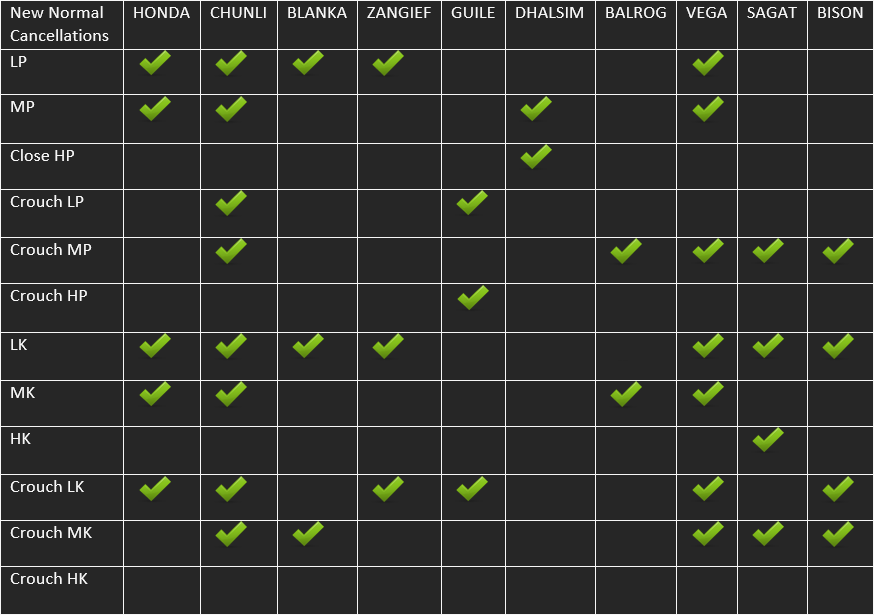 New Normal HONDA CHUNLI BLANKA ZANGIEF GUILE DHALSIM BALROG VEGA SAGAT BISON
Cancellations
LP
MP
Close HP
Crouch LP
Crouch MP
Crouch HP
LK
MK
HK
Crouch LK
Crouch MK
Crouch HK